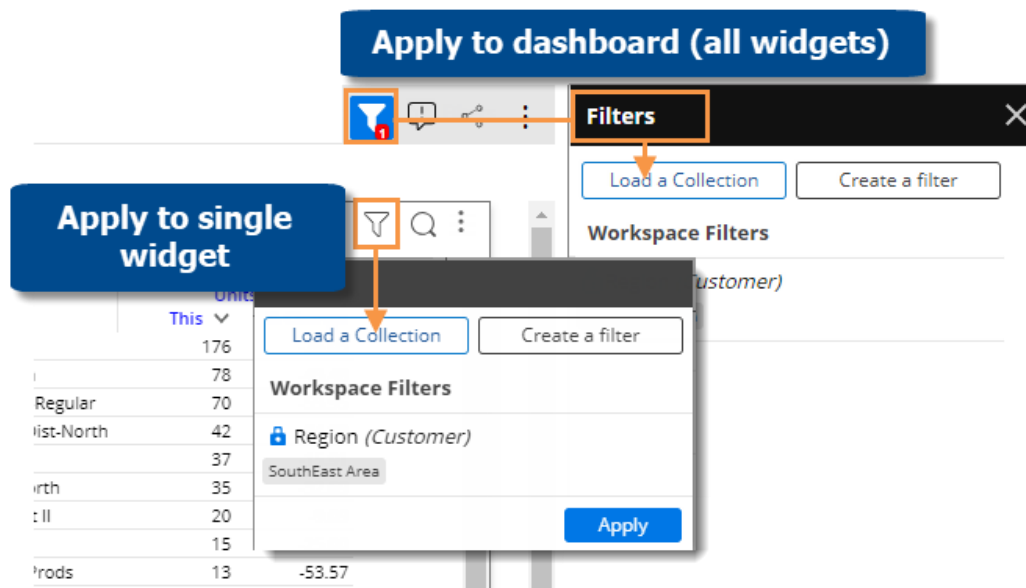 Apply to dashboard (all widgets)
1
Filters
Load a Collection
Create a filter
Workspace Filters
ustomer)
Apply to single
widget
Units
This
176
78
Regular 70
Dist-North 42
37
orth 35
t II 20
15
Prods 13 -53.57
Load a Collection
Create a filter
Workspace Filters
Region (Customer)
SouthEast Area
Apply